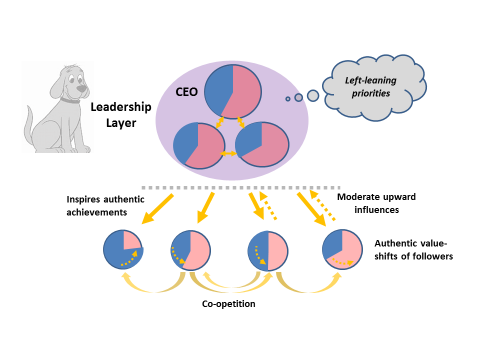 CEO
Left-leaning
priorities
Leadership
Layer
Inspires authentic
achievements
Moderate upward
influences
Authentic value-
shifts of followers
Co-opetition